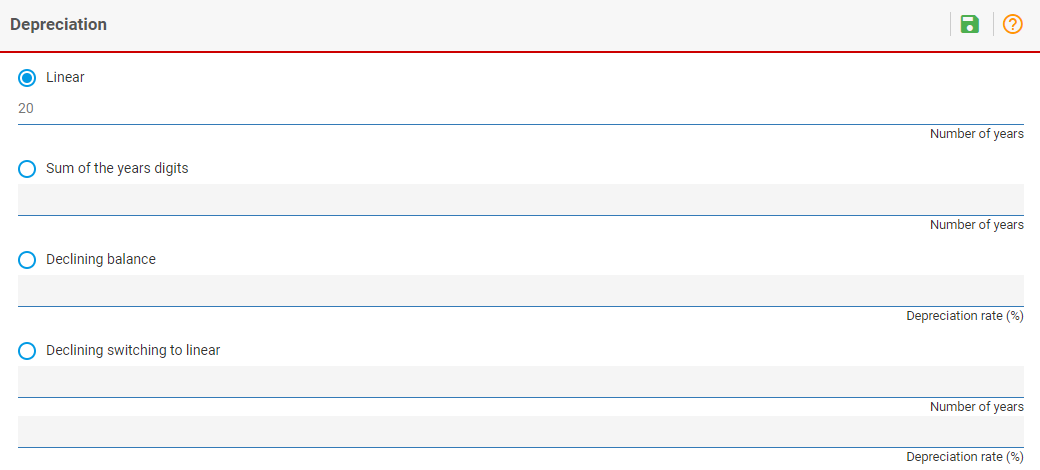 Depreciation
Linear
20
Number of years
Sum of the years digits
Number of years
Declining balance
Depreciation rate (%)
Declining switching to linear
Number of years
Depreciation rate (%)